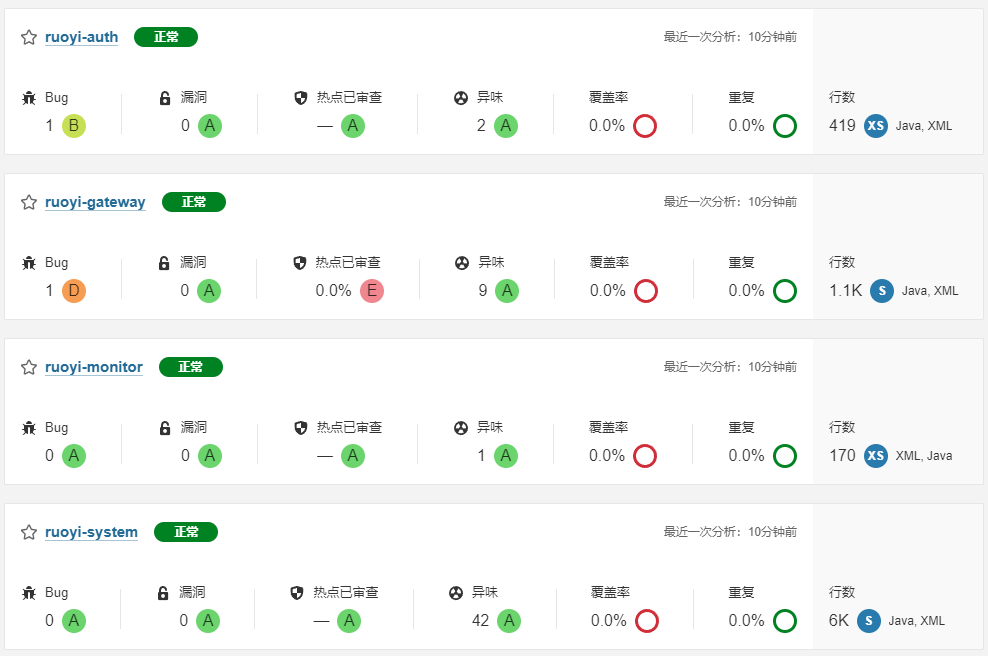 ruoyi-auth 正常 最近一次分析: 10分钟前
Bug 漏洞 热点已审查 异味 覆盖率 重复 行数
1 B 0 A — A 2 A 0.0% 0.0% 419 XS Java, XML
ruoyi-gateway 正常 最近一次分析: 10分钟前
Bug 漏洞 热点已审查 异味 覆盖率 重复 行数
1 D 0 A 0.0% E 9 A 0.0% 0.0% 1.1K S Java, XML
ruoyi-monitor 正常 最近一次分析: 10分钟前
Bug 漏洞 热点已审查 异味 覆盖率 重复 行数
0 A 0 A — A 1 A 0.0% 0.0% 170 XS XML, Java
ruoyi-system 正常 最近一次分析: 10分钟前
Bug 漏洞 热点已审查 异味 覆盖率 重复 行数
0 A 0 A — A 42 A 0.0% 0.0% 6K S Java, XML